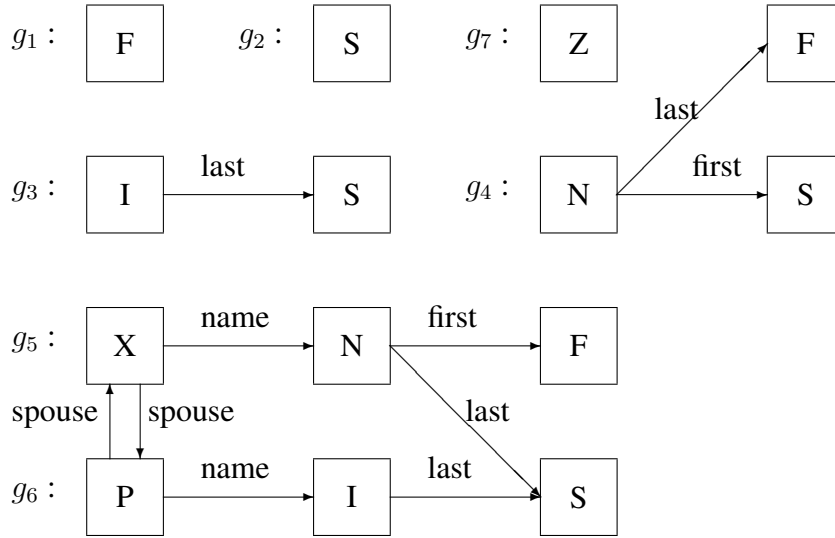 g₁ : F g₂ : S g₇ : Z F
last
g₃ : I last S g₄ : N first S
g₅ : X name N first F
spouse spouse last
g₆ : P name I last S